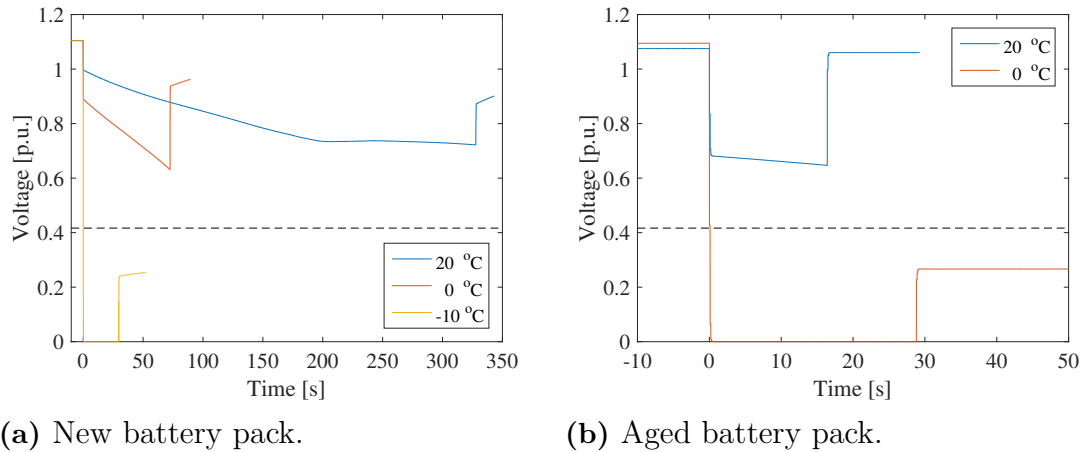 1.2
1
0.8
0.6
0.4
0.2
0
Voltage [p.u.]
0 50 100 150 200 250 300 350
Time [s]
20 °C
0 °C
-10 °C
(a) New battery pack.
1.2
1
0.8
0.6
0.4
0.2
0
Voltage [p.u.]
-10 0 10 20 30 40 50
Time [s]
20 °C
0 °C
(b) Aged battery pack.